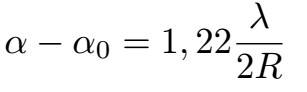 α − α₀ = 1,22 λ/2R